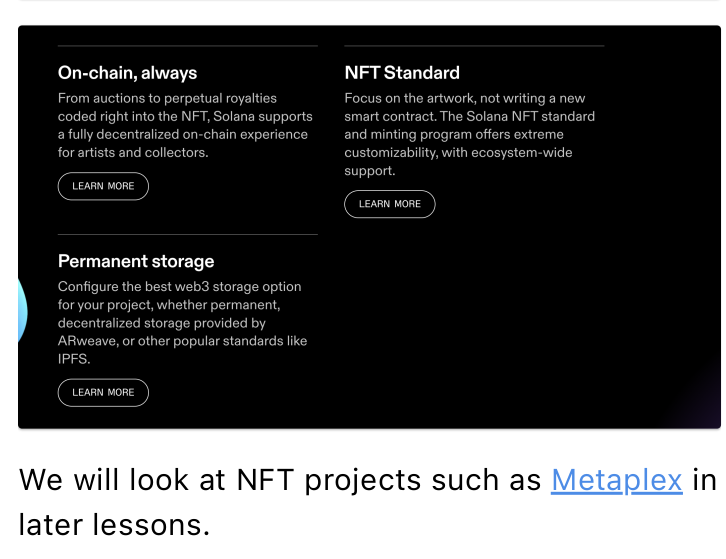 On-chain, always
From auctions to perpetual royalties
coded right into the NFT, Solana supports
a fully decentralized on-chain experience
for artists and collectors.
LEARN MORE
NFT Standard
Focus on the artwork, not writing a new
smart contract. The Solana NFT standard
and minting program offers extreme
customizability, with ecosystem-wide
support.
LEARN MORE
Permanent storage
Configure the best web3 storage option
for your project, whether permanent,
decentralized storage provided by
ARweave, or other popular standards like
IPFS.
LEARN MORE
We will look at NFT projects such as Metaplex in
later lessons.